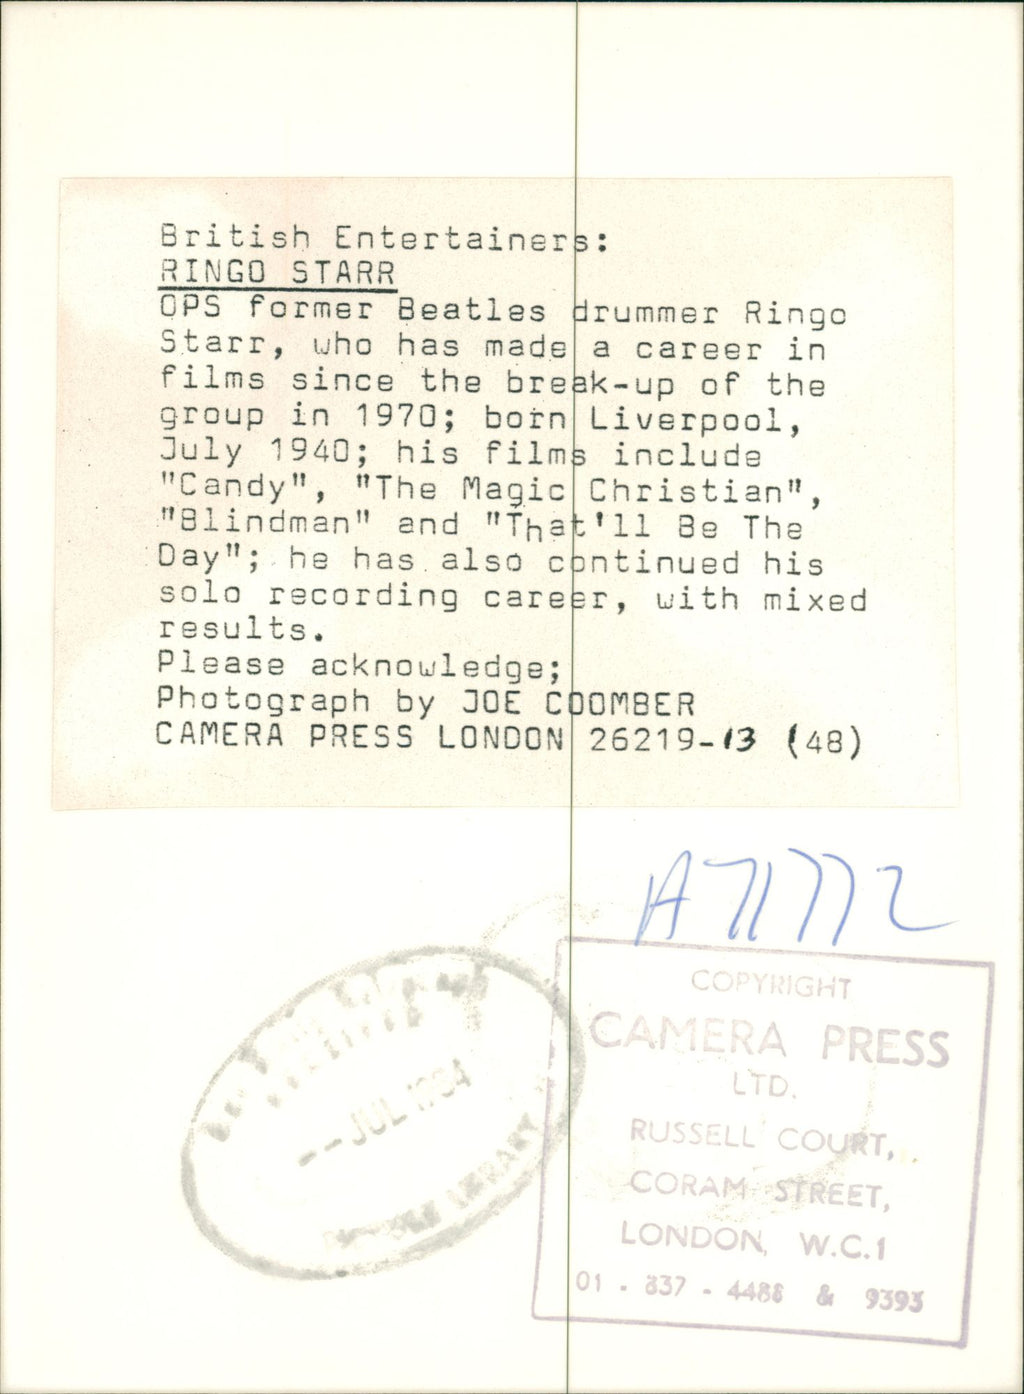 British Entertainers:
RINGO STARR
OPS former Beatles drummer Ringo
Starr, who has made a career in
films since the break-up of the
group in 1970; born Liverpool,
July 1940; his films include
"Candy", "The Magic Christian",
"Blindman" and "That'll Be The
Day"; he has also continued his
solo recording career, with mixed
results.
Please acknowledge;
Photograph by JOE COOMBER
CAMERA PRESS LONDON 26219-13 (48)
A71772
COPYRIGHT
CAMERA PRESS
LTD.
RUSSELL COURT,
CORAM STREET,
LONDON, W.C.1
01 - 837 - 4488 & 9393
-- JUL 1984
LIBRARY